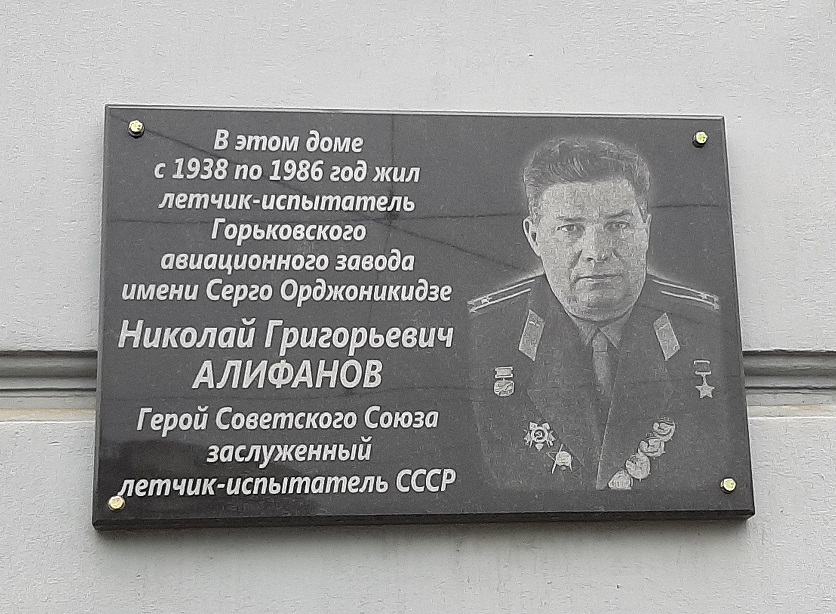 В этом доме
с 1938 по 1986 год жил
летчик-испытатель
Горьковского
авиационного завода
имени Серго Орджоникидзе
Николай Григорьевич
АЛИФАНОВ
Герой Советского Союза
заслуженный
летчик-испытатель СССР